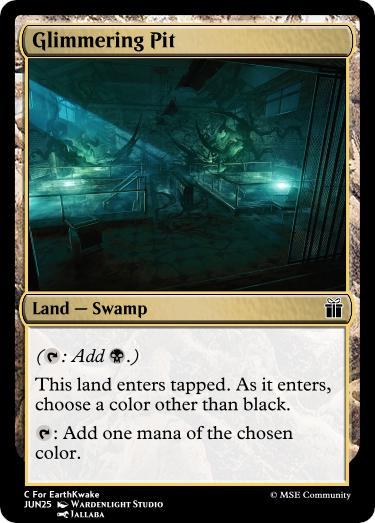 Glimmering Pit
Land — Swamp
(: Add .)
This land enters tapped. As it enters,
choose a color other than black.
: Add one mana of the chosen
color.
C For EarthKwake
JUN25 Wardenlight Studio
Jallaba
© MSE Community